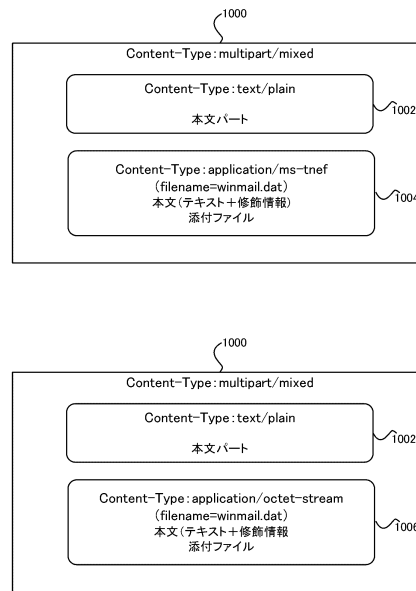 1000
Content-Type:multipart/mixed
Content-Type:text/plain
1002
本文パート
Content-Type:application/ms-tnef
(filename=winmail.dat)
1004
本文(テキスト+修飾情報)
添付ファイル
1000
Content-Type:multipart/mixed
Content-Type:text/plain
1002
本文パート
Content-Type:application/octet-stream
(filename=winmail.dat)
1006
本文(テキスト+修飾情報
添付ファイル